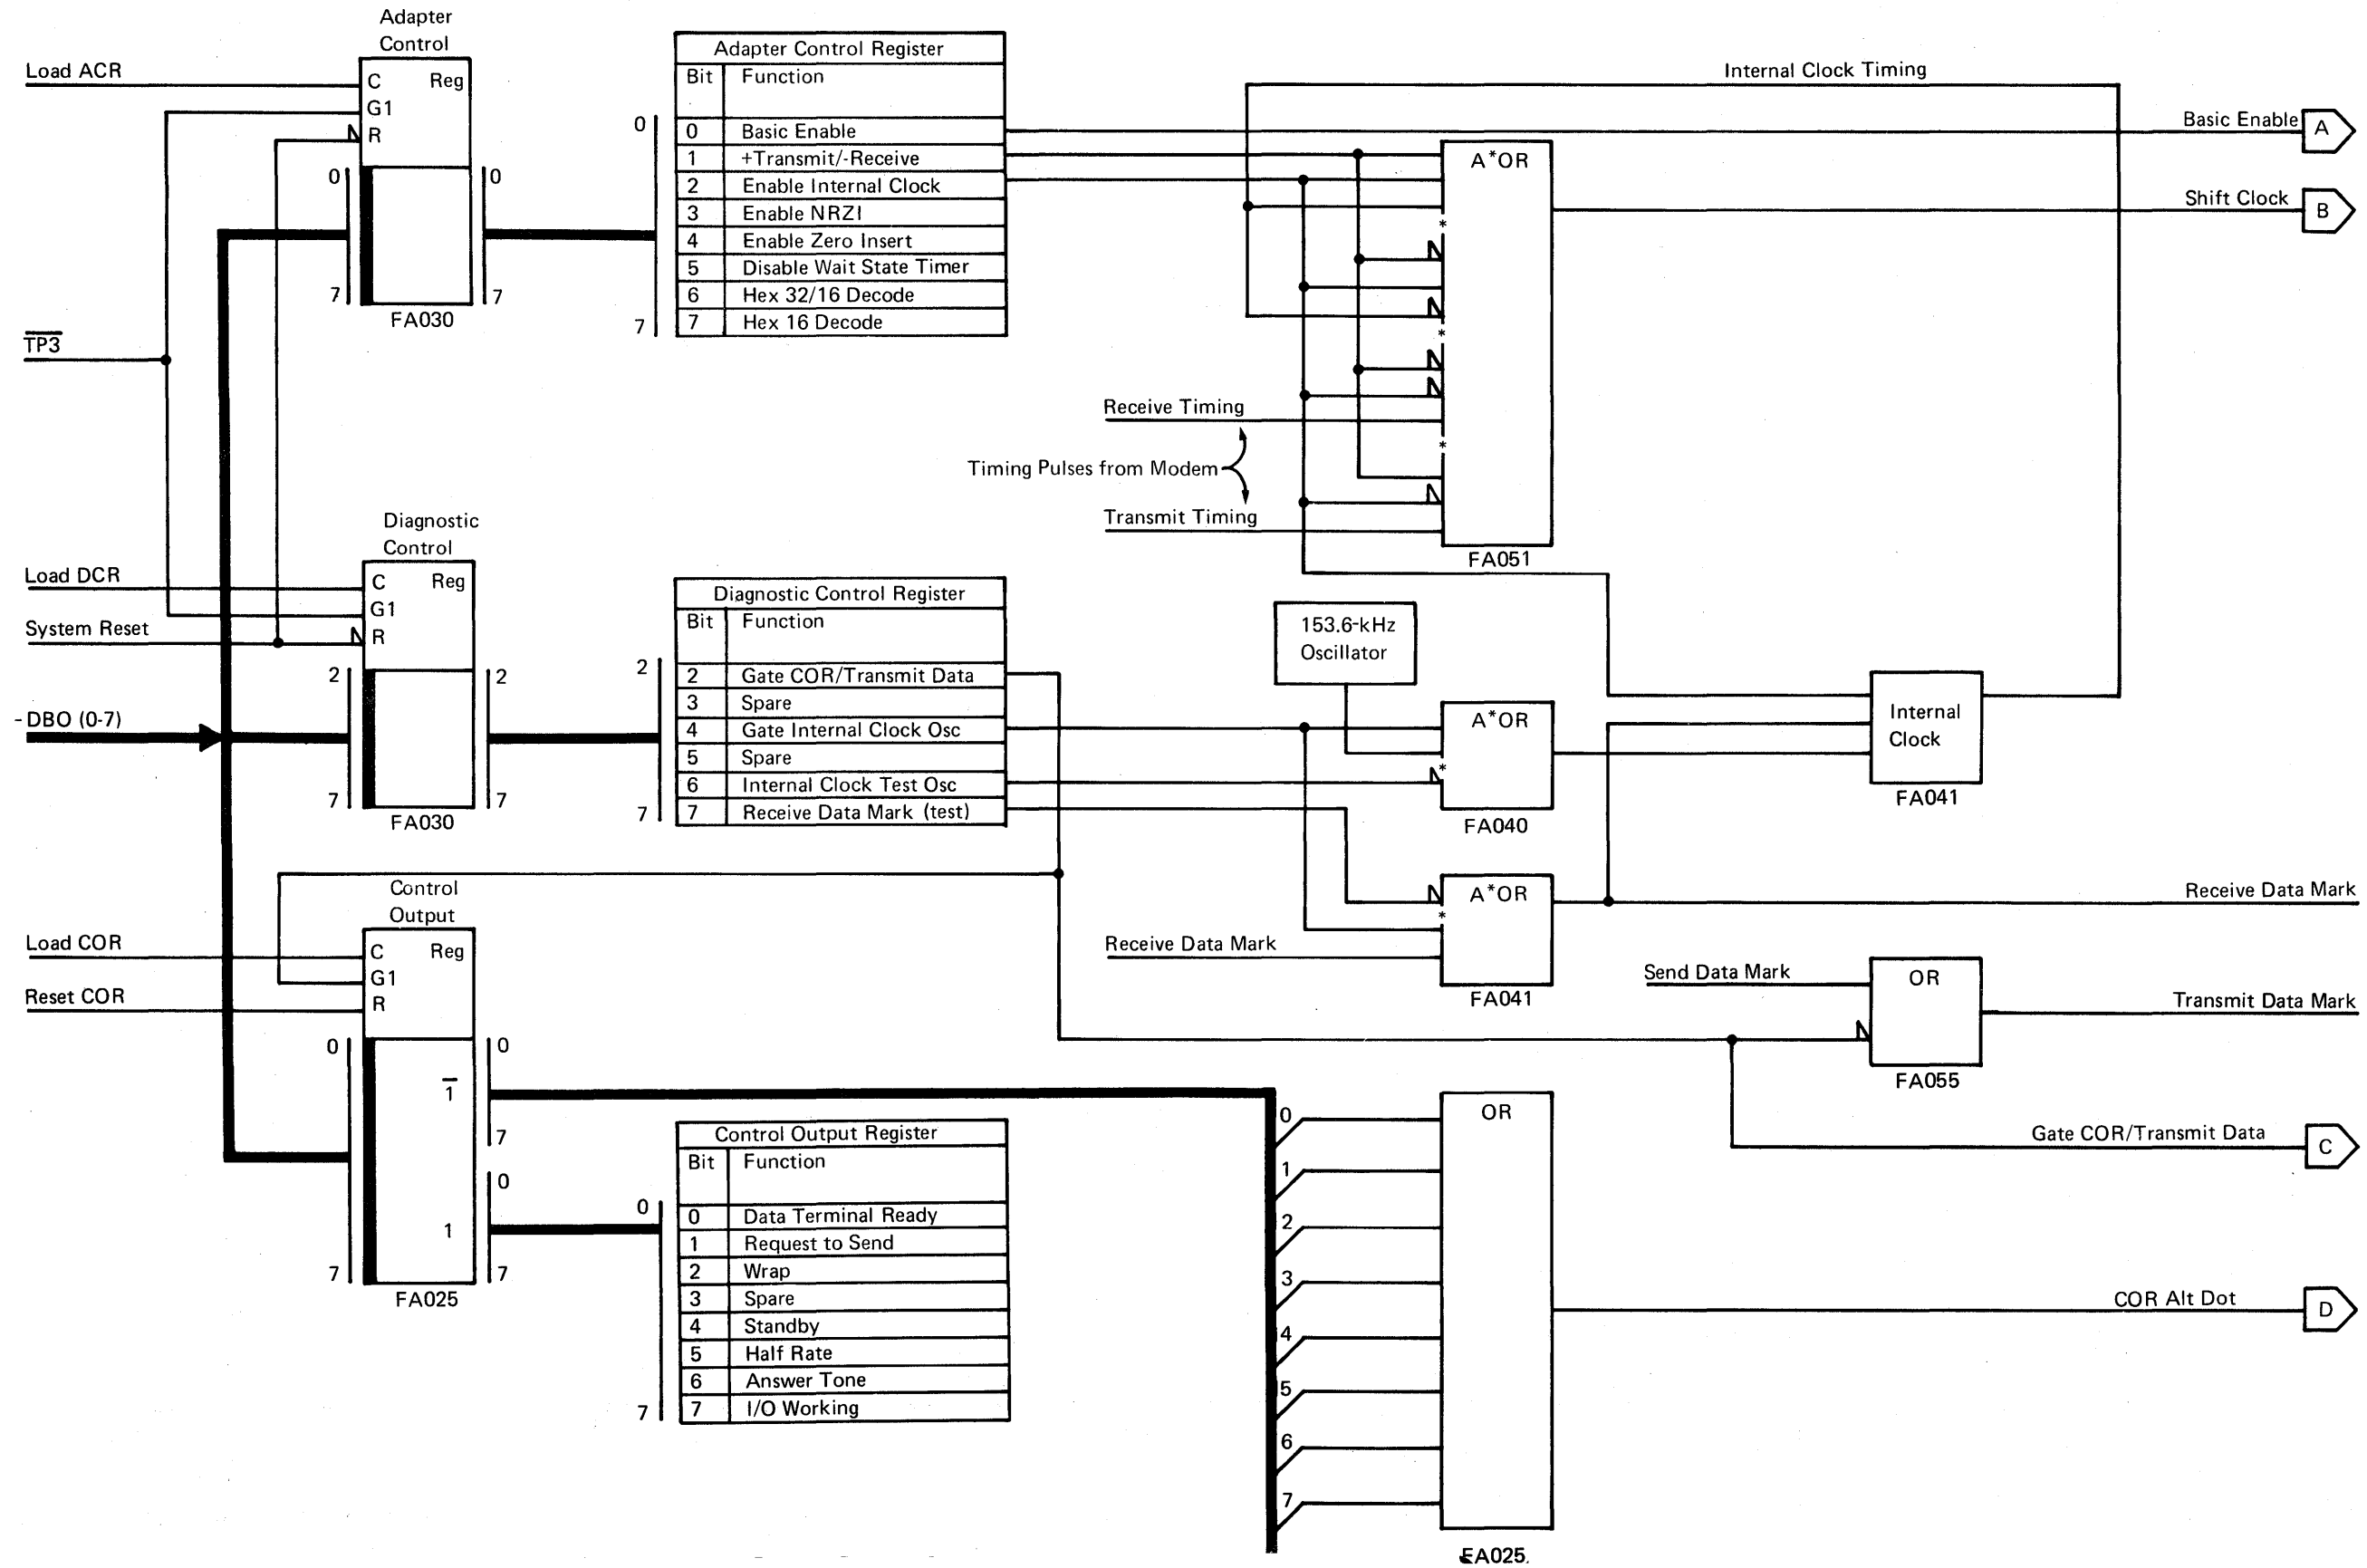 Adapter
Control
Load ACR
C Reg
G1
R
0
7
0
7
FA030
TP3
Adapter Control Register
Bit Function
0 Basic Enable
1 +Transmit/-Receive
2 Enable Internal Clock
3 Enable NRZI
4 Enable Zero Insert
5 Disable Wait State Timer
6 Hex 32/16 Decode
7 Hex 16 Decode
0
7
Internal Clock Timing
Basic Enable A
A*OR
*
*
*
Shift Clock B
Receive Timing
Timing Pulses from Modem
Transmit Timing
FA051
Diagnostic
Control
Load DCR
C Reg
G1
System Reset
R
2
7
2
7
-DBO (0-7)
FA030
Diagnostic Control Register
Bit Function
2 Gate COR/Transmit Data
3 Spare
4 Gate Internal Clock Osc
5 Spare
6 Internal Clock Test Osc
7 Receive Data Mark (test)
2
7
153.6-kHz
Oscillator
A*OR
*
FA040
Internal
Clock
FA041
A*OR
*
Receive Data Mark
FA041
Receive Data Mark
Send Data Mark
OR
Transmit Data Mark
FA055
Gate COR/Transmit Data C
Control
Output
Load COR
C Reg
G1
Reset COR
R
0
7
1̅
0
7
1
0
7
FA025
Control Output Register
Bit Function
0 Data Terminal Ready
1 Request to Send
2 Wrap
3 Spare
4 Standby
5 Half Rate
6 Answer Tone
7 I/O Working
0
7
OR
0
1
2
3
4
5
6
7
COR Alt Dot D
FA025